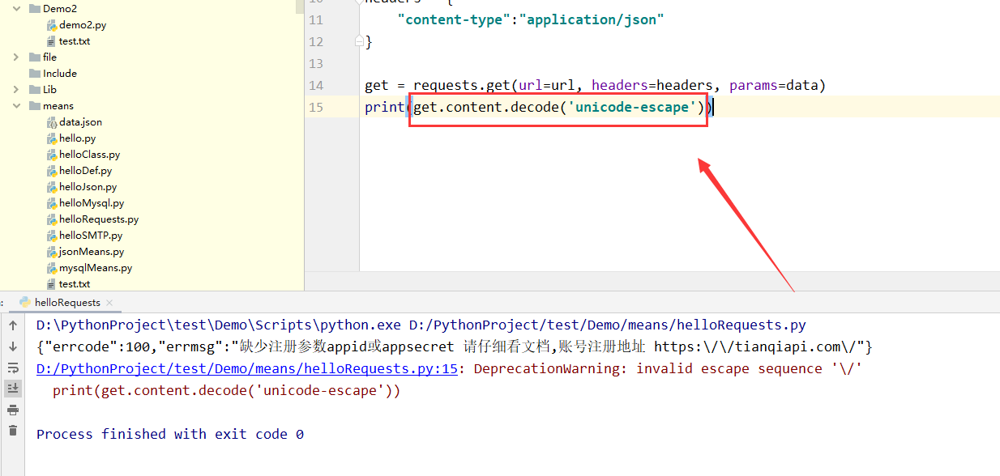 Demo2
demo2.py
test.txt
file
Include
Lib
means
data.json
hello.py
helloClass.py
helloDef.py
helloJson.py
helloMysql.py
helloRequests.py
helloSMTP.py
jsonMeans.py
mysqlMeans.py
test.txt
11 "content-type":"application/json"
12 }
13
14 get = requests.get(url=url, headers=headers, params=data)
15 print(get.content.decode('unicode-escape'))
helloRequests
D:\PythonProject\test\Demo\Scripts\python.exe D:/PythonProject/test/Demo/means/helloRequests.py
{"errcode":100,"errmsg":"缺少注册参数appid或appsecret 请仔细看文档,账号注册地址 https:\/\/tianqiapi.com\/"}
D:/PythonProject/test/Demo/means/helloRequests.py:15: DeprecationWarning: invalid escape sequence '\/'
print(get.content.decode('unicode-escape'))
Process finished with exit code 0